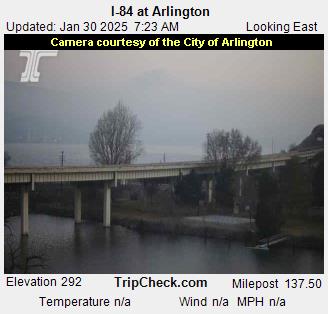 I-84 at Arlington
Updated: Jan 30 2025 7:23 AM Looking East
Camera courtesy of the City of Arlington
Elevation 292 TripCheck.com Milepost 137.50
Temperature n/a Wind n/a MPH n/a